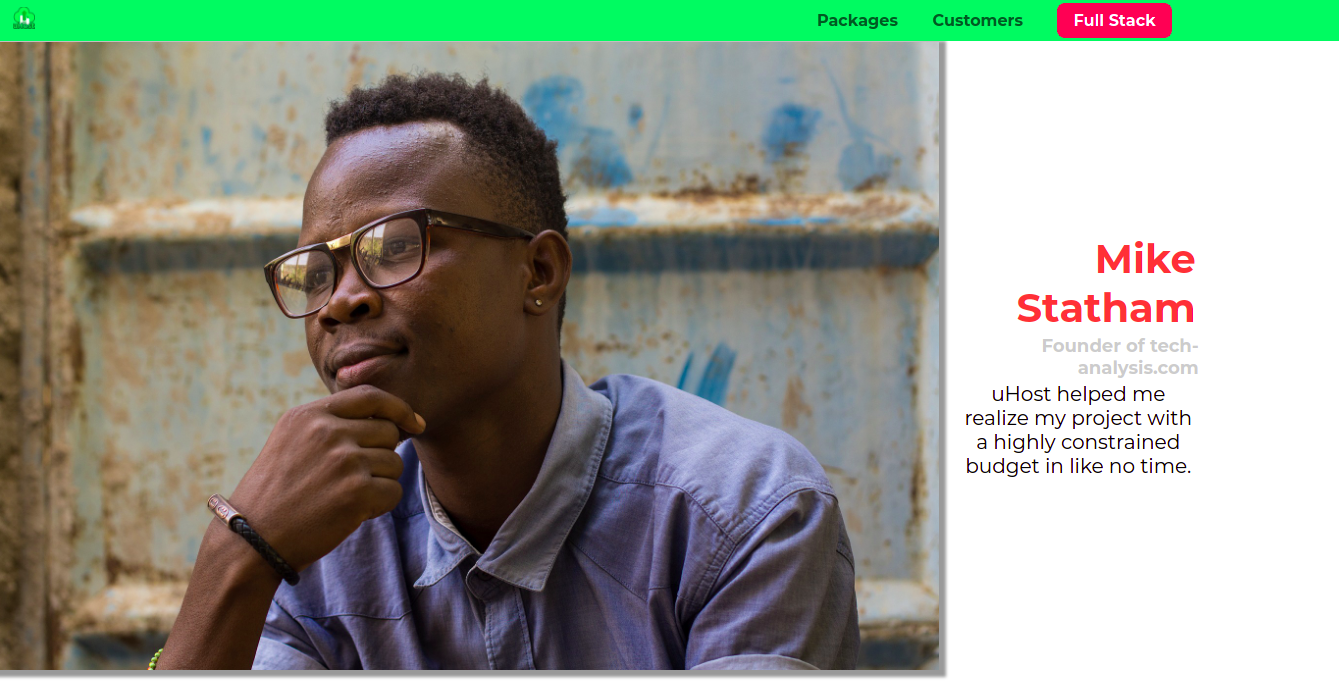 Packages Customers Full Stack
Mike
Statham
Founder of tech-
analysis.com
uHost helped me
realize my project with
a highly constrained
budget in like no time.